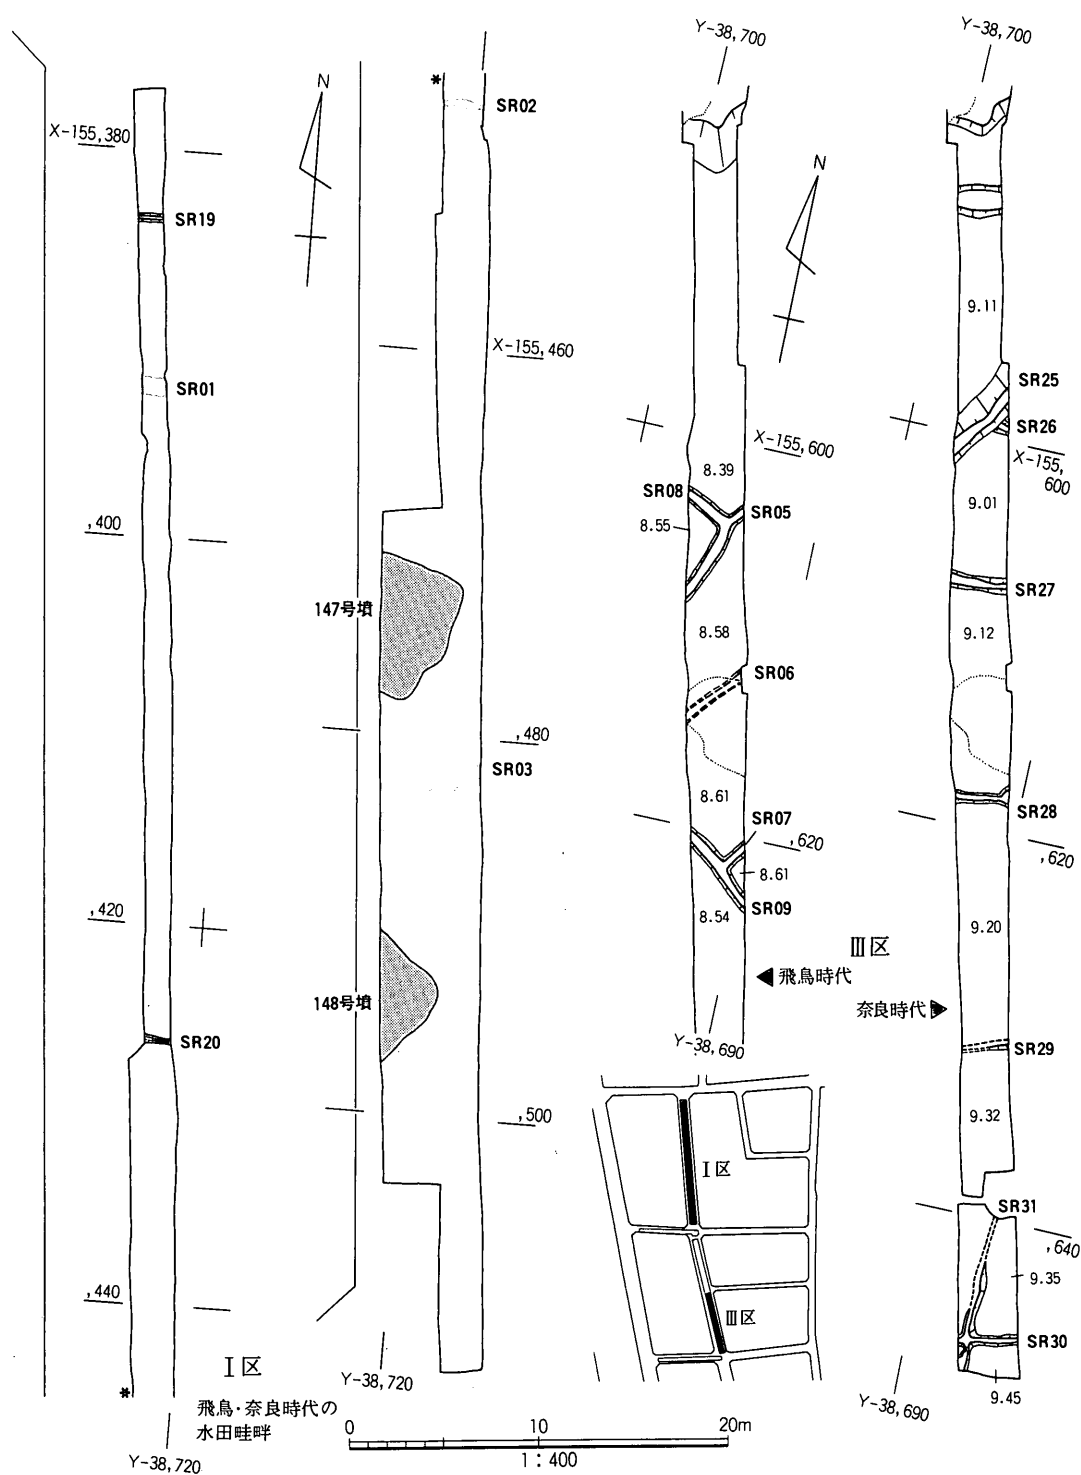 X-155,380
SR19
SR01
,400
,420
SR20
,440
*
Ⅰ区
飛鳥・奈良時代の
水田畦畔
Y-38,720
N
*
SR02
X-155,460
147号墳
,480
SR03
148号墳
,500
Y-38,720
0 10 20m
1:400
Y-38,700
N
X-155,600
8.39
SR08
SR05
8.55
8.58
SR06
8.61
SR07
,620
8.61
SR09
8.54
Ⅲ区
飛鳥時代
奈良時代
Y-38,690
Ⅰ区
Ⅲ区
Y-38,700
9.11
SR25
SR26
X-155,
600
9.01
SR27
9.12
SR28
,620
9.20
SR29
9.32
SR31
,640
9.35
SR30
Y-38,690
9.45